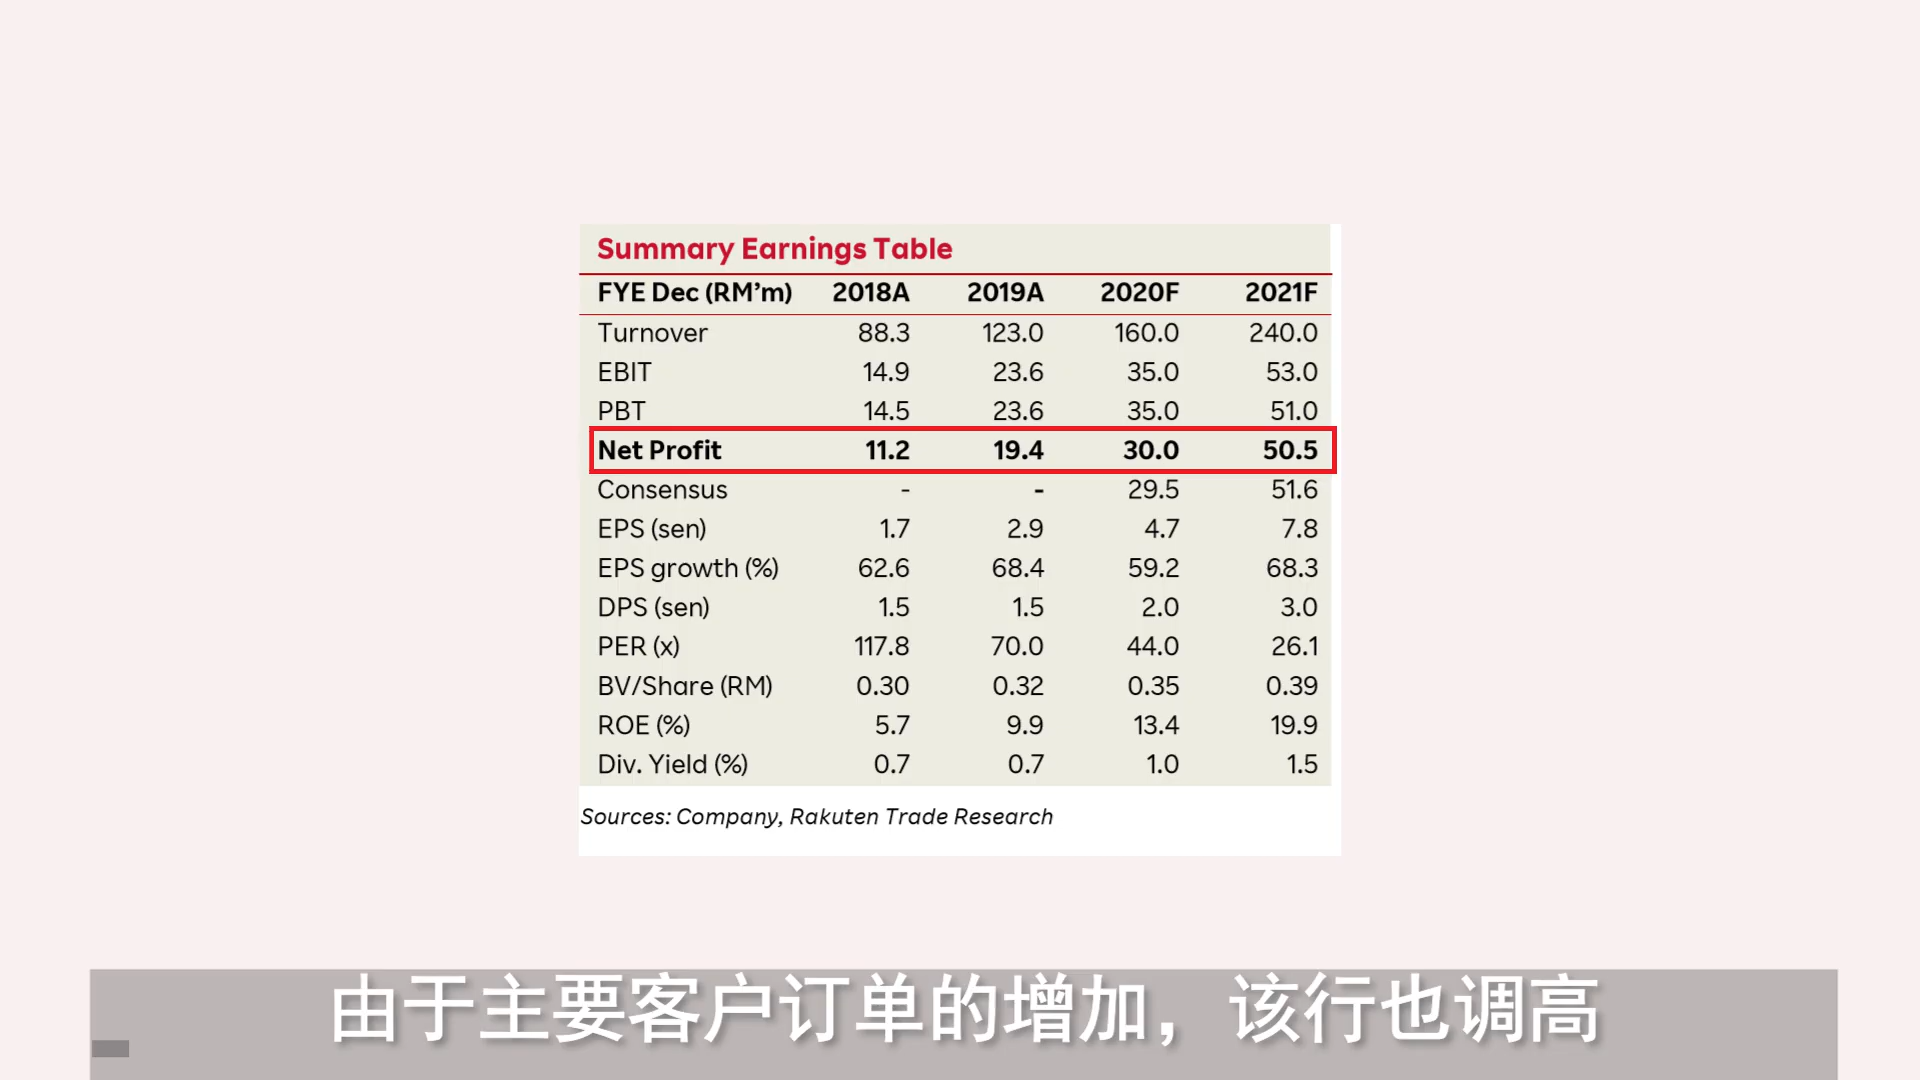 Summary Earnings Table
FYE Dec (RM’m) 2018A 2019A 2020F 2021F
Turnover 88.3 123.0 160.0 240.0
EBIT 14.9 23.6 35.0 53.0
PBT 14.5 23.6 35.0 51.0
Net Profit 11.2 19.4 30.0 50.5
Consensus - - 29.5 51.6
EPS (sen) 1.7 2.9 4.7 7.8
EPS growth (%) 62.6 68.4 59.2 68.3
DPS (sen) 1.5 1.5 2.0 3.0
PER (x) 117.8 70.0 44.0 26.1
BV/Share (RM) 0.30 0.32 0.35 0.39
ROE (%) 5.7 9.9 13.4 19.9
Div. Yield (%) 0.7 0.7 1.0 1.5
Sources: Company, Rakuten Trade Research
由于主要客户订单的增加，该行也调高